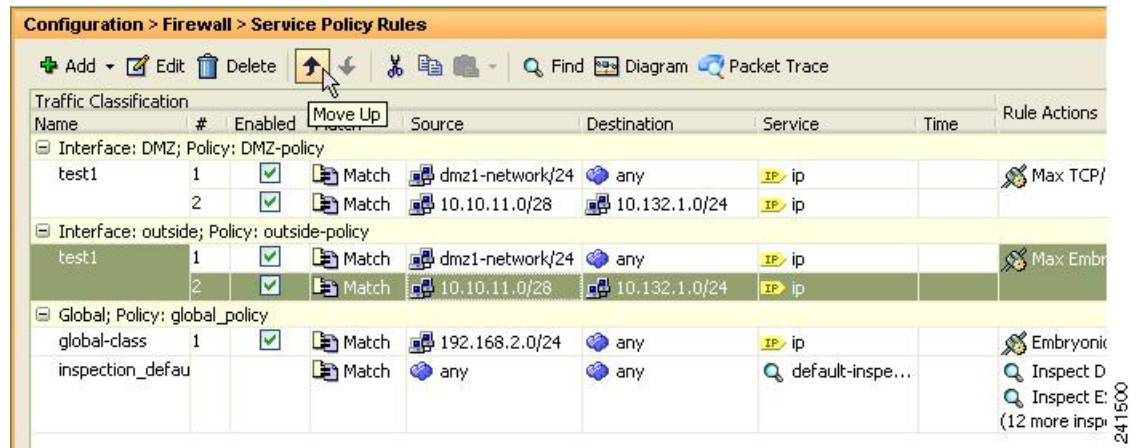 Configuration > Firewall > Service Policy Rules
Add Edit Delete Find Diagram Packet Trace
Move Up
Traffic Classification
Name # Enabled Source Destination Service Time Rule Actions
Interface: DMZ; Policy: DMZ-policy
test1 1 Match dmz1-network/24 any IP ip Max TCP/
2 Match 10.10.11.0/28 10.132.1.0/24 IP ip
Interface: outside; Policy: outside-policy
test1 1 Match dmz1-network/24 any IP ip Max Embr
2 Match 10.10.11.0/28 10.132.1.0/24 IP ip
Global; Policy: global_policy
global-class 1 Match 192.168.2.0/24 any IP ip Embryonic
inspection_defau Match any any default-inspe... Inspect D
Inspect E
(12 more insp
241500